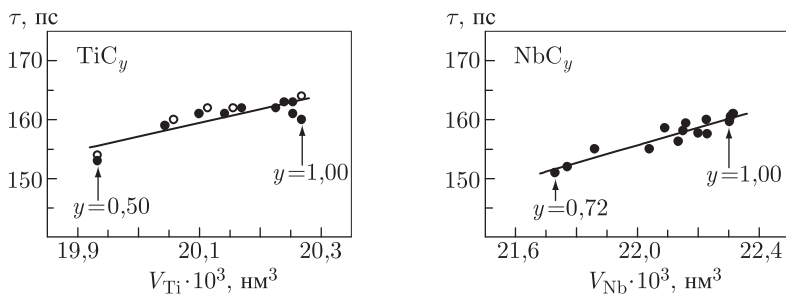 τ, пс
TiC_y
170
160
150
y=1,00
y=0,50
19,9
20,1
20,3
V_Ti·10³, нм³
τ, пс
NbC_y
170
160
150
y=1,00
y=0,72
21,6
22,0
22,4
V_Nb·10³, нм³